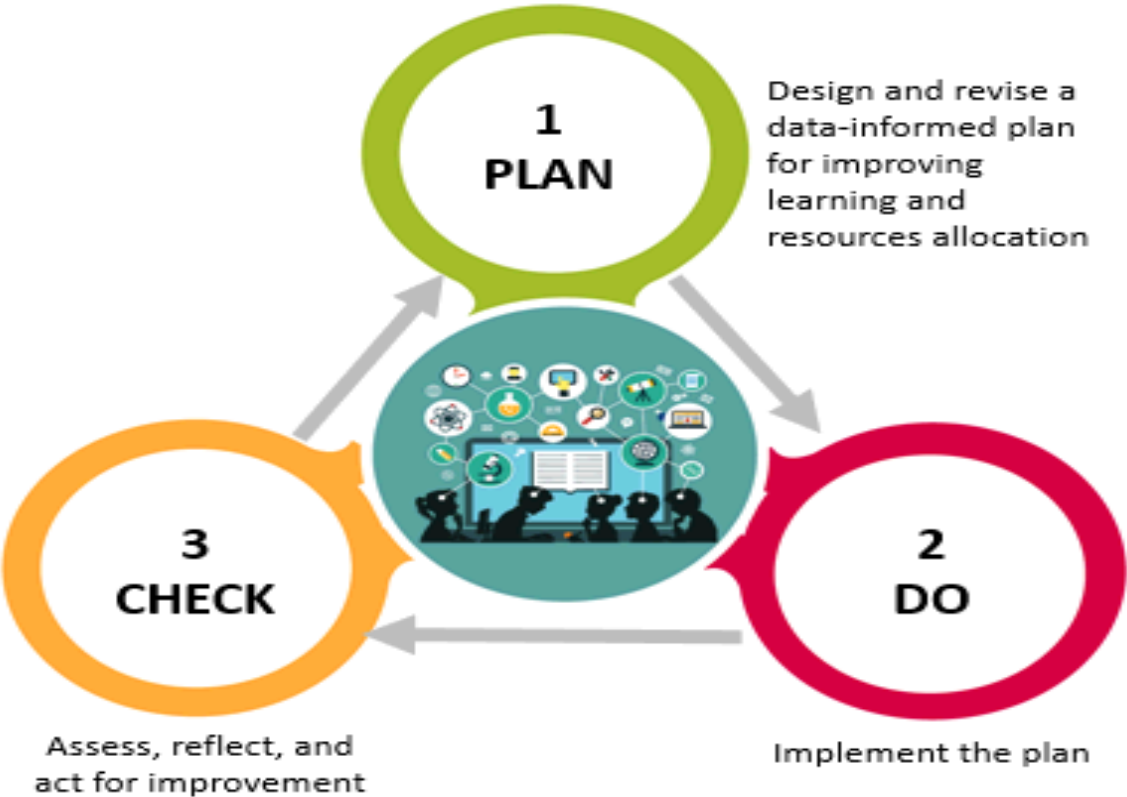 1
PLAN
Design and revise a
data-informed plan
for improving
learning and
resources allocation
2
DO
Implement the plan
3
CHECK
Assess, reflect, and
act for improvement